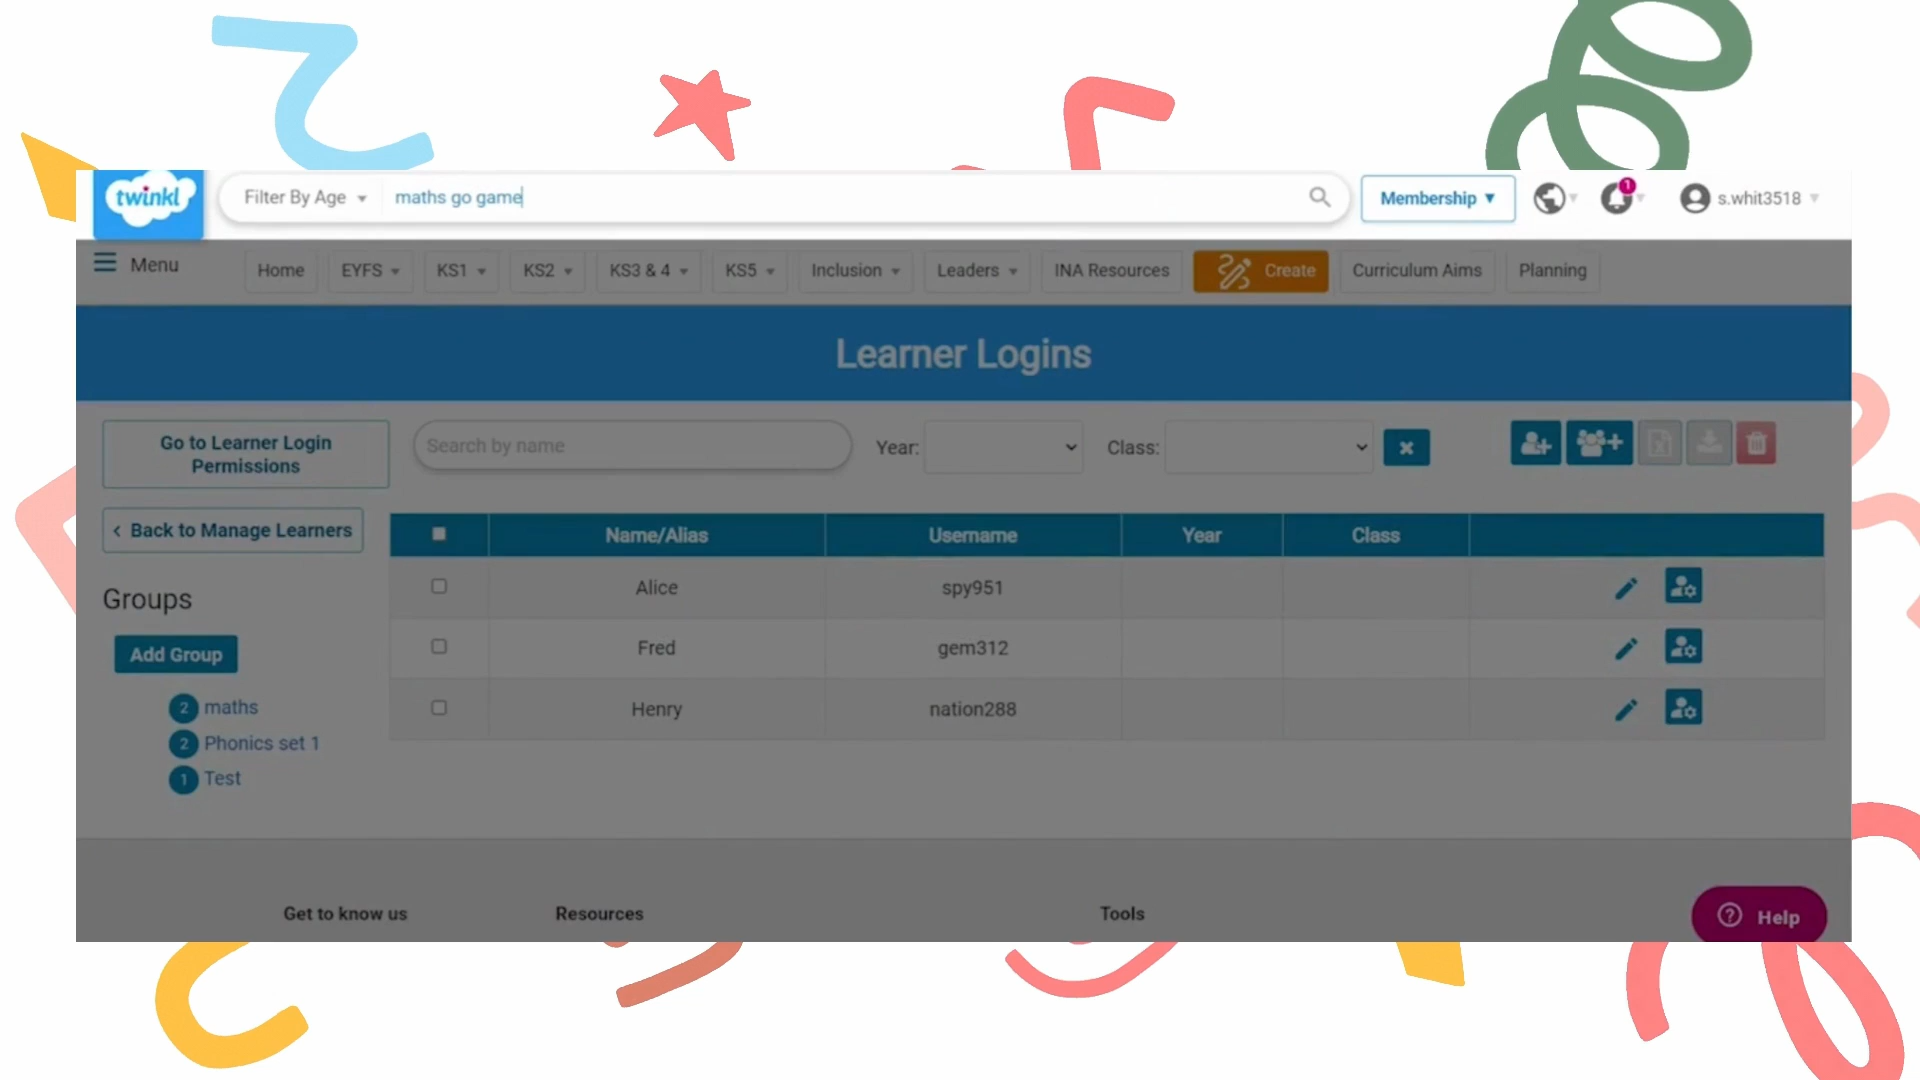 twinkl
Filter By Age
maths go game
Membership
1
s.whit3518
Menu
Home
EYFS
KS1
KS2
KS3 & 4
KS5
Inclusion
Leaders
INA Resources
Create
Curriculum Aims
Planning
Learner Logins
Go to Learner Login
Permissions
Search by name
Year:
Class:
Back to Manage Learners
Name/Alias
Username
Year
Class
Alice
spy951
Fred
gem312
Henry
nation288
Groups
Add Group
2 maths
2 Phonics set 1
1 Test
Get to know us
Resources
Tools
Help